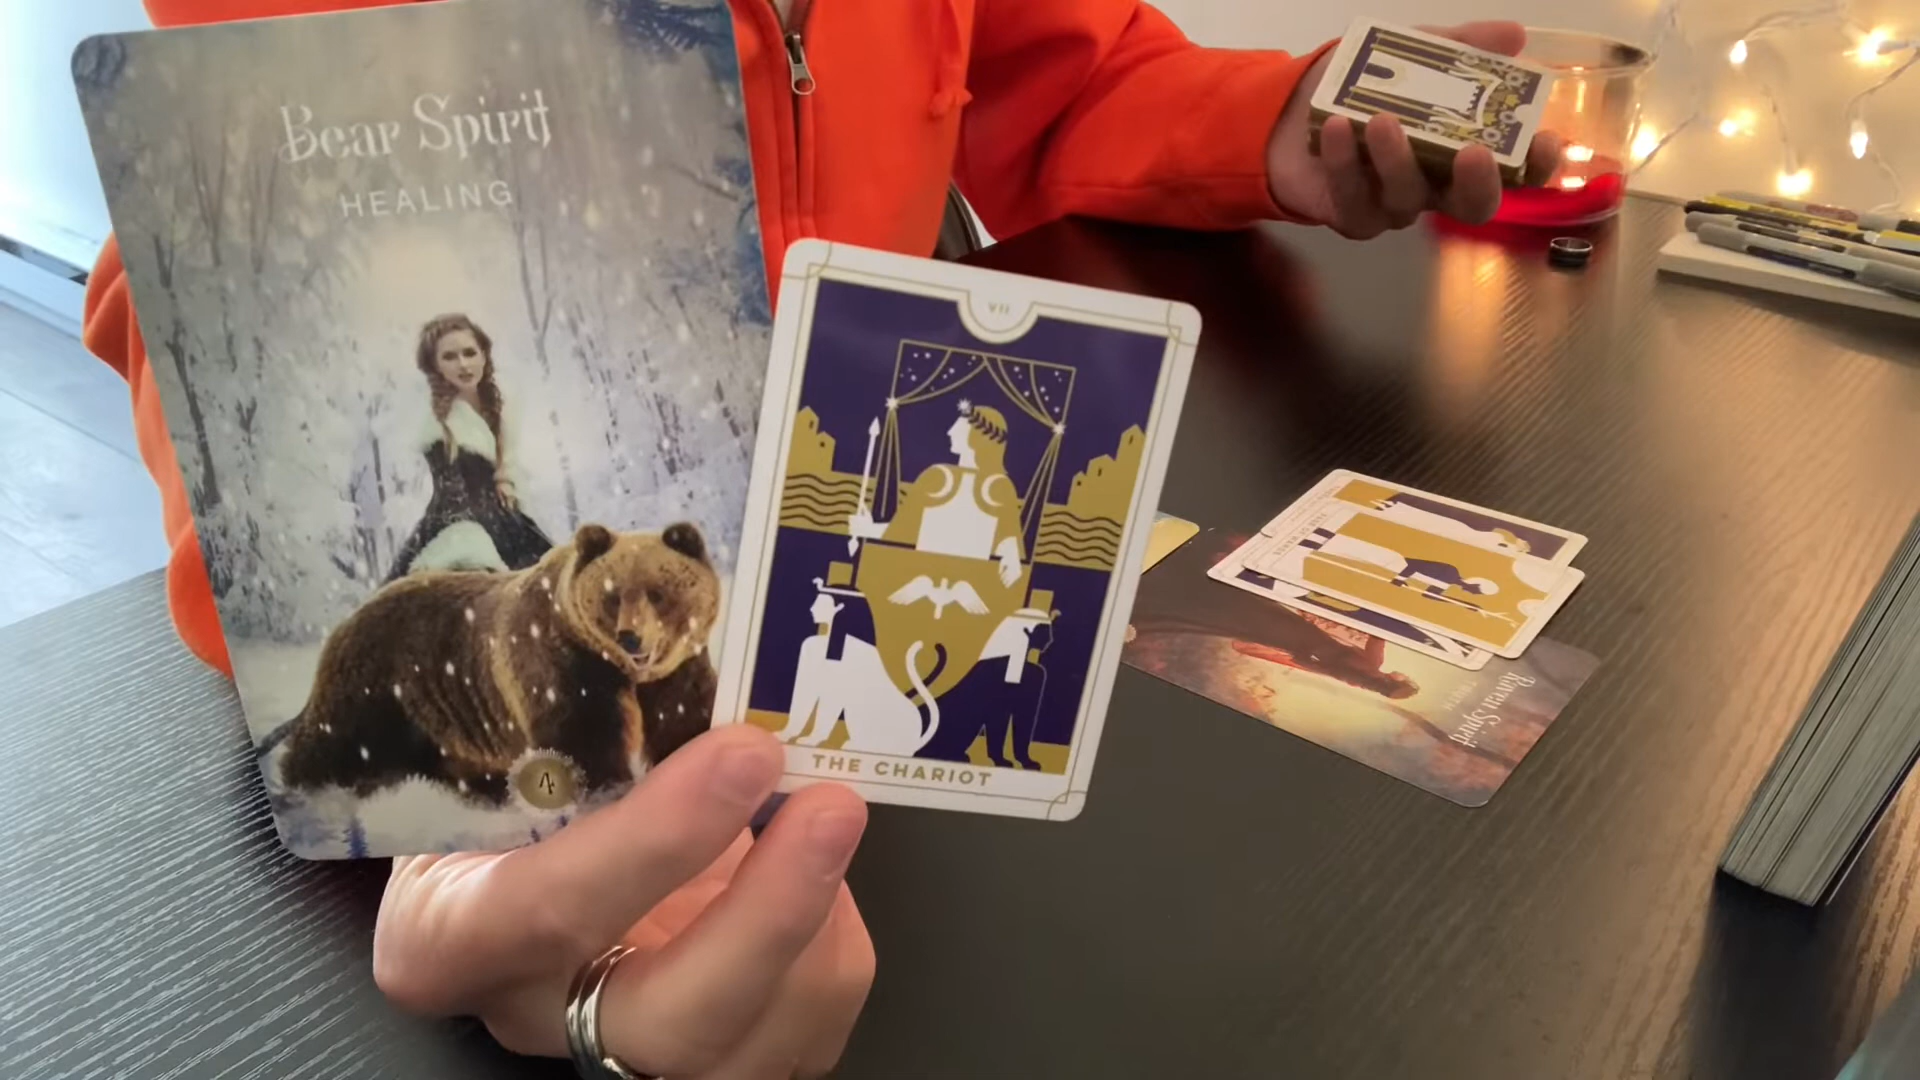 Bear Spirit
HEALING
4
VII
THE CHARIOT
Raven Spirit